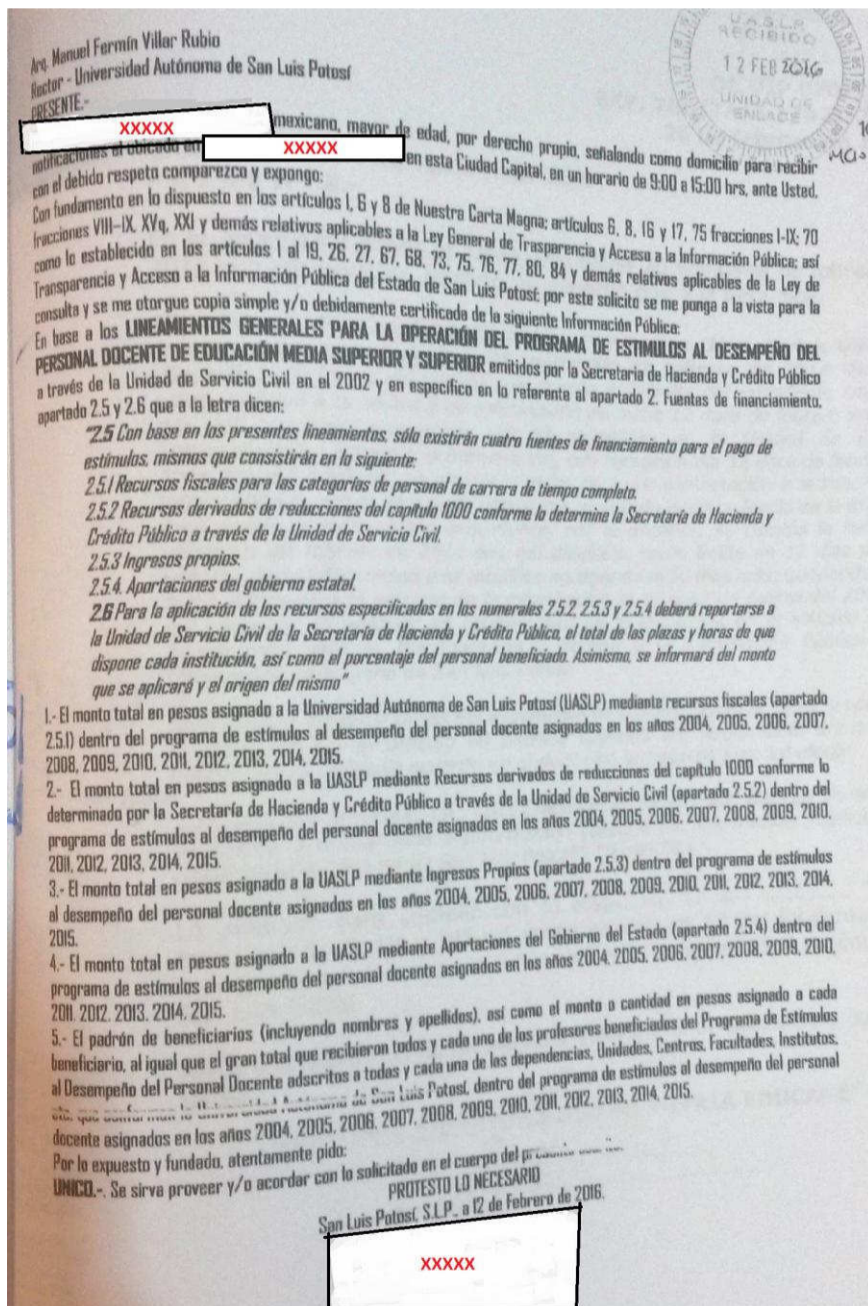 Arq. Manuel Fermín Villar Rubio
Rector - Universidad Autónoma de San Luis Potosí
PRESENTE.-
U.A.S.L.P.
RECIBIDO
12 FEB 2016
UNIDAD DE
ENLACE
XXXXX mexicano, mayor de edad, por derecho propio, señalando como domicilio para recibir
notificaciones el ubicado en XXXXX en esta Ciudad Capital, en un horario de 9:00 a 15:00 hrs, ante Usted,
con el debido respeto comparezco y expongo:
Con fundamento en lo dispuesto en los artículos 1, 6 y 8 de Nuestra Carta Magna; artículos 6, 8, 16 y 17, 75 fracciones I-IX; 70
fracciones VIII-IX, XVq, XXI y demás relativos aplicables a la Ley General de Trasparencia y Acceso a la Información Pública; así
como lo establecido en los artículos 1 al 19, 26, 27, 67, 68, 73, 75, 76, 77, 80, 84 y demás relativos aplicables de la Ley de
Transparencia y Acceso a la Información Pública del Estado de San Luis Potosí; por este solicito se me ponga a la vista para la
consulta y se me otorgue copia simple y/o debidamente certificada de la siguiente Información Pública:
En base a los LINEAMIENTOS GENERALES PARA LA OPERACIÓN DEL PROGRAMA DE ESTIMULOS AL DESEMPEÑO DEL
PERSONAL DOCENTE DE EDUCACIÓN MEDIA SUPERIOR Y SUPERIOR emitidos por la Secretaria de Hacienda y Crédito Público
a través de la Unidad de Servicio Civil en el 2002 y en específico en lo referente al apartado 2. Fuentes de financiamiento,
apartado 2.5 y 2.6 que a la letra dicen:
"2.5 Con base en los presentes lineamientos, sólo existirán cuatro fuentes de financiamiento para el pago de
estímulos, mismos que consistirán en lo siguiente:
2.5.1 Recursos fiscales para las categorías de personal de carrera de tiempo completo.
2.5.2 Recursos derivados de reducciones del capítulo 1000 conforme lo determine la Secretaría de Hacienda y
Crédito Público a través de la Unidad de Servicio Civil.
2.5.3 Ingresos propios.
2.5.4. Aportaciones del gobierno estatal.
2.6 Para la aplicación de los recursos especificados en los numerales 2.5.2, 2.5.3 y 2.5.4 deberá reportarse a
la Unidad de Servicio Civil de la Secretaría de Hacienda y Crédito Público, el total de las plazas y horas de que
dispone cada institución, así como el porcentaje del personal beneficiado. Asimismo, se informará del monto
que se aplicará y el origen del mismo"
1.- El monto total en pesos asignado a la Universidad Autónoma de San Luis Potosí (UASLP) mediante recursos fiscales (apartado
2.5.1) dentro del programa de estímulos al desempeño del personal docente asignados en los años 2004, 2005, 2006, 2007,
2008, 2009, 2010, 2011, 2012, 2013, 2014, 2015.
2.- El monto total en pesos asignado a la UASLP mediante Recursos derivados de reducciones del capítulo 1000 conforme lo
determinado por la Secretaría de Hacienda y Crédito Público a través de la Unidad de Servicio Civil (apartado 2.5.2) dentro del
programa de estímulos al desempeño del personal docente asignados en los años 2004, 2005, 2006, 2007, 2008, 2009, 2010,
2011, 2012, 2013, 2014, 2015.
3.- El monto total en pesos asignado a la UASLP mediante Ingresos Propios (apartado 2.5.3) dentro del programa de estímulos
al desempeño del personal docente asignados en los años 2004, 2005, 2006, 2007, 2008, 2009, 2010, 2011, 2012, 2013, 2014,
2015.
4.- El monto total en pesos asignado a la UASLP mediante Aportaciones del Gobierno del Estado (apartado 2.5.4) dentro del
programa de estímulos al desempeño del personal docente asignados en los años 2004, 2005, 2006, 2007, 2008, 2009, 2010,
2011, 2012, 2013, 2014, 2015.
5.- El padrón de beneficiarios (incluyendo nombres y apellidos), así como el monto o cantidad en pesos asignado a cada
beneficiario, al igual que el gran total que recibieron todos y cada uno de los profesores beneficiados del Programa de Estímulos
al Desempeño del Personal Docente adscritos a todas y cada una de las dependencias, Unidades, Centros, Facultades, Institutos,
etc. que conforman la Universidad Autónoma de San Luis Potosí, dentro del programa de estímulos al desempeño del personal
docente asignados en los años 2004, 2005, 2006, 2007, 2008, 2009, 2010, 2011, 2012, 2013, 2014, 2015.
Por lo expuesto y fundado, atentamente pido:
UNICO.-. Se sirva proveer y/o acordar con lo solicitado en el cuerpo del
PROTESTO LO NECESARIO
San Luis Potosí, S.L.P., a 12 de Febrero de 2016.
XXXXX